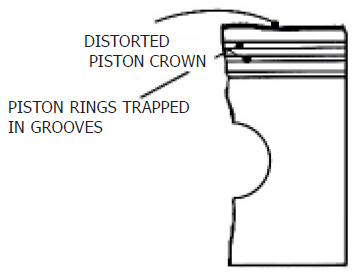 DISTORTED
PISTON CROWN
PISTON RINGS TRAPPED
IN GROOVES